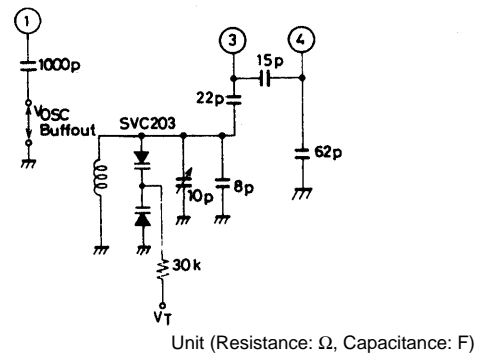 1
1000p
VOSC
Buffout
SVC203
3
4
15p
22p
62p
10p
8p
30k
VT
Unit (Resistance: Ω, Capacitance: F)